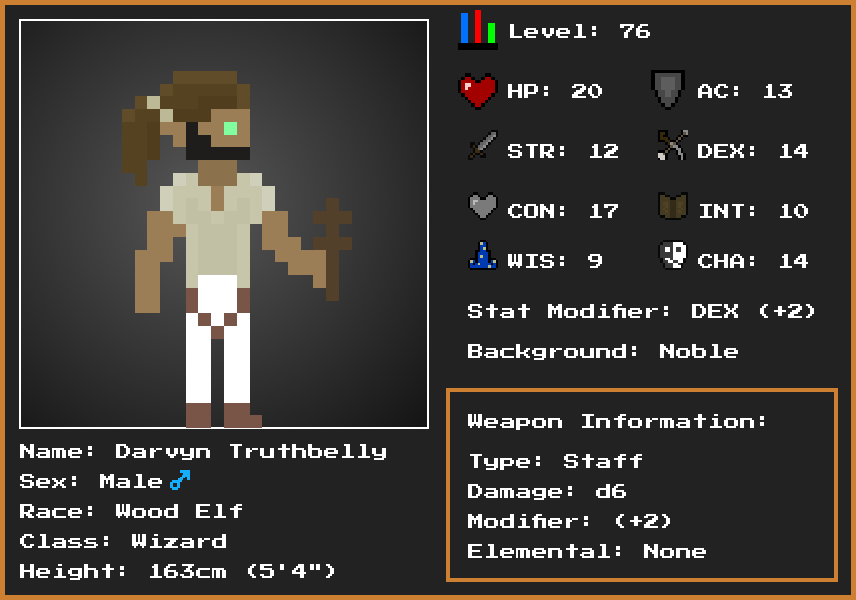 Level: 76
HP: 20
AC: 13
STR: 12
DEX: 14
CON: 17
INT: 10
WIS: 9
CHA: 14
Stat Modifier: DEX (+2)
Background: Noble
Weapon Information:
Type: Staff
Damage: d6
Modifier: (+2)
Elemental: None
Name: Darvyn Truthbelly
Sex: Male♂
Race: Wood Elf
Class: Wizard
Height: 163cm (5'4")